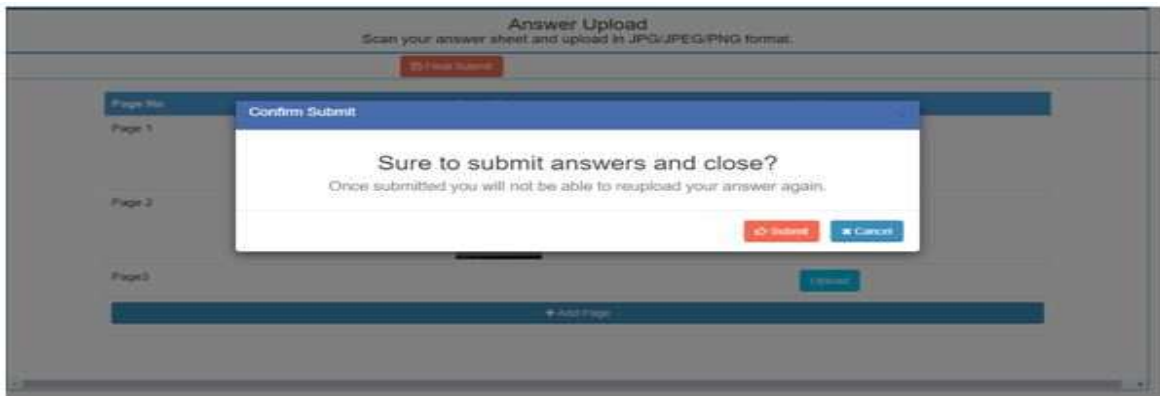 Answer Upload
Scan your answer sheet and upload in JPG/JPEG/PNG format.
Final Submit
Page No.
Confirm Submit
Page 1
Sure to submit answers and close?
Once submitted you will not be able to reupload your answer again.
Page 2
Submit
Cancel
Page3
Upload
Add Page